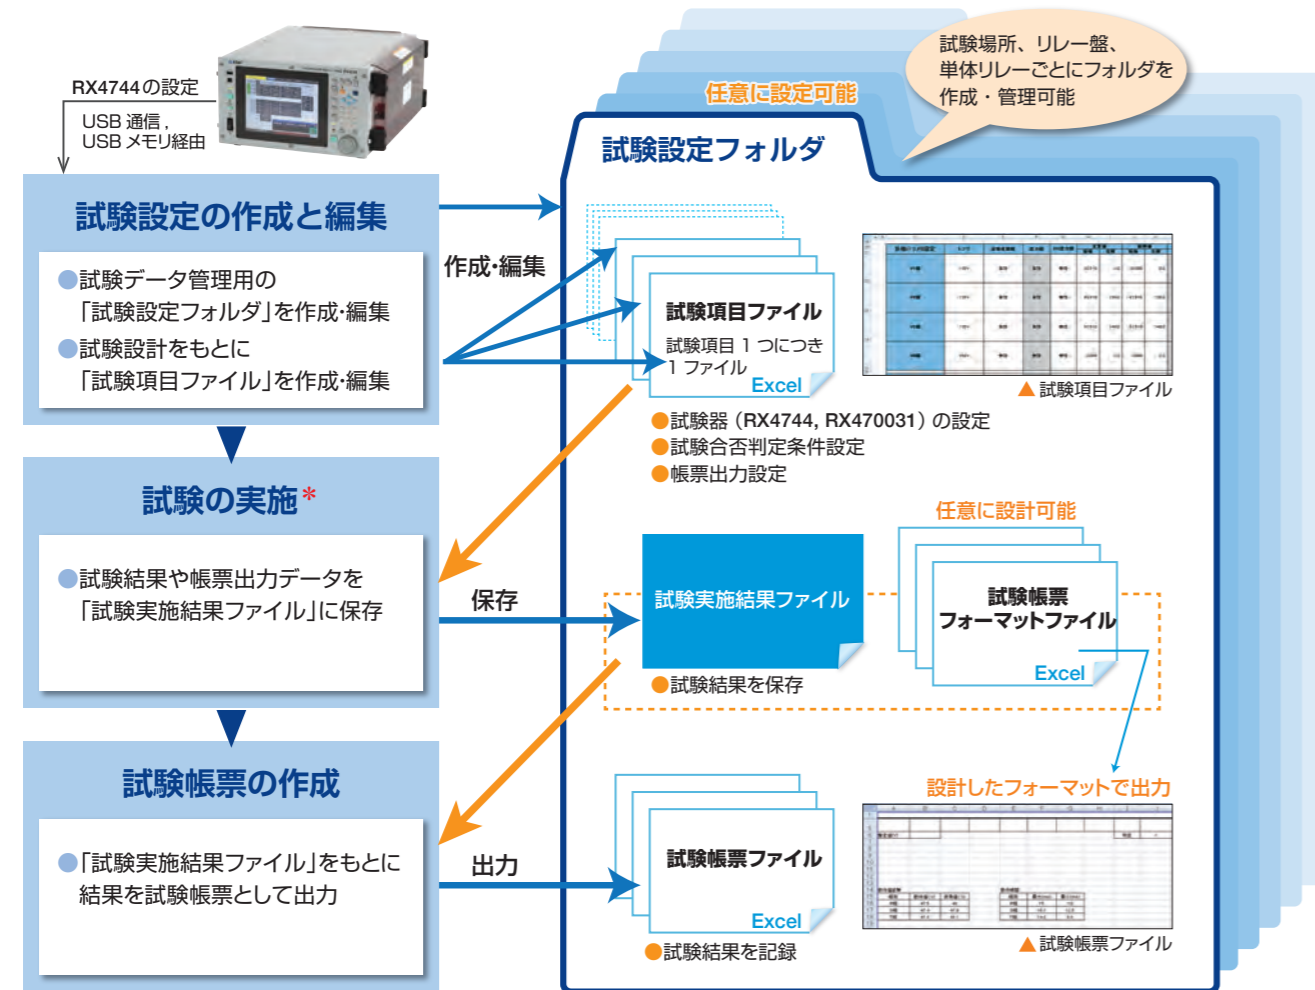 RX4744の設定
USB 通信，
USB メモリ経由
試験設定の作成と編集
●試験データ管理用の
「試験設定フォルダ」を作成・編集
●試験設計をもとに
「試験項目ファイル」を作成・編集
試験の実施*
●試験結果や帳票出力データを
「試験実施結果ファイル」に保存
試験帳票の作成
●「試験実施結果ファイル」をもとに
結果を試験帳票として出力
作成・編集
保存
出力
任意に設定可能
試験場所、リレー盤、
単体リレーごとにフォルダを
作成・管理可能
試験設定フォルダ
試験項目ファイル
試験項目 1 つにつき
1 ファイル
Excel
▲ 試験項目ファイル
●試験器（RX4744, RX470031）の設定
●試験合否判定条件設定
●帳票出力設定
任意に設計可能
試験実施結果ファイル
●試験結果を保存
試験帳票
フォーマットファイル
Excel
設計したフォーマットで出力
試験帳票ファイル
Excel
●試験結果を記録
▲ 試験帳票ファイル